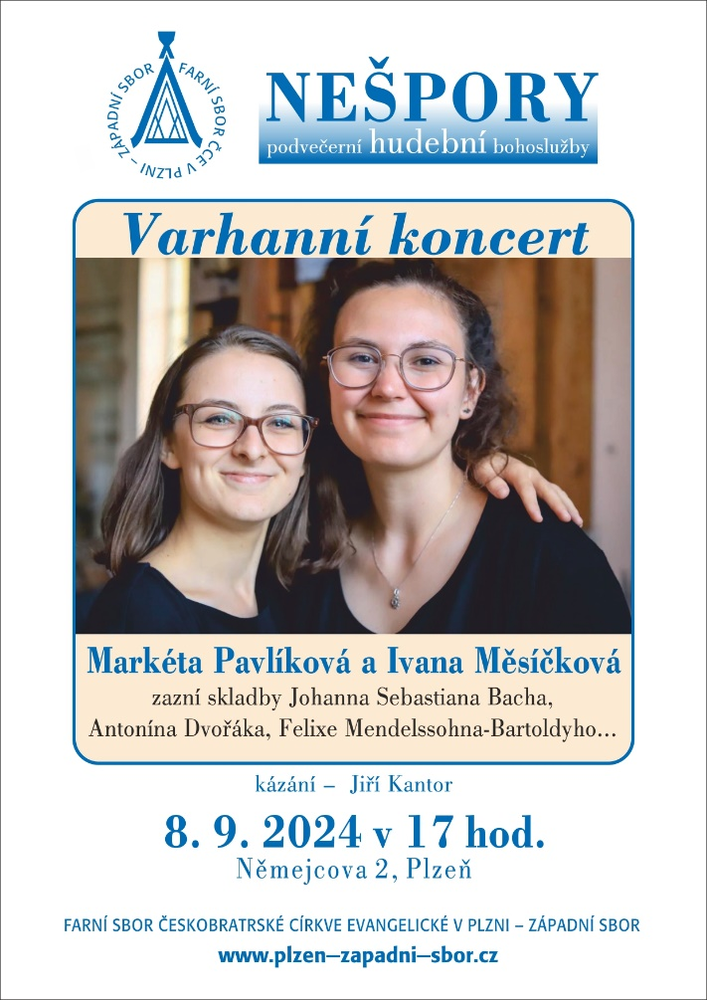 FARNÍ SBOR ČCE V PLZNI – ZÁPADNÍ SBOR
NEŠPORY
podvečerní hudební bohoslužby
Varhanní koncert
Markéta Pavlíková a Ivana Měsíčková
zazní skladby Johanna Sebastiana Bacha,
Antonína Dvořáka, Felixe Mendelssohna-Bartoldyho...
kázání – Jiří Kantor
8. 9. 2024 v 17 hod.
Němejcova 2, Plzeň
FARNÍ SBOR ČESKOBRATRSKÉ CÍRKVE EVANGELICKÉ V PLZNI – ZÁPADNÍ SBOR
www.plzen–zapadni–sbor.cz